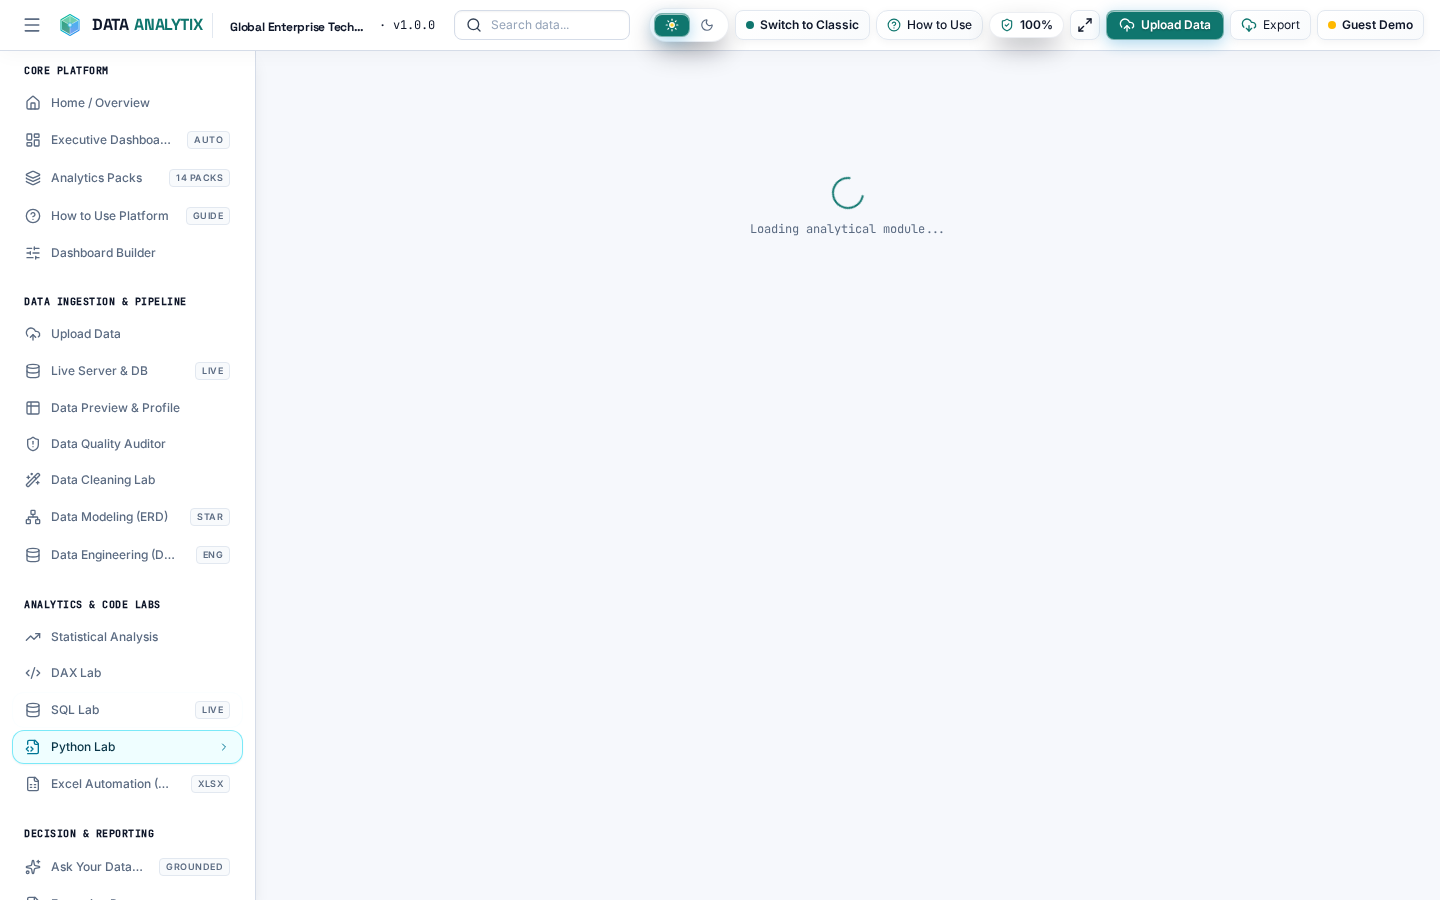 DATA ANALYTIX
Global Enterprise Tech...
· v1.0.0
Search data...
Switch to Classic
How to Use
100%
Upload Data
Export
Guest Demo
CORE PLATFORM
Home / Overview
Executive Dashboa... AUTO
Analytics Packs 14 PACKS
How to Use Platform GUIDE
Dashboard Builder
DATA INGESTION & PIPELINE
Upload Data
Live Server & DB LIVE
Data Preview & Profile
Data Quality Auditor
Data Cleaning Lab
Data Modeling (ERD) STAR
Data Engineering (D... ENG
ANALYTICS & CODE LABS
Statistical Analysis
DAX Lab
SQL Lab LIVE
Python Lab
Excel Automation (... XLSX
DECISION & REPORTING
Ask Your Data... GROUNDED
Loading analytical module...